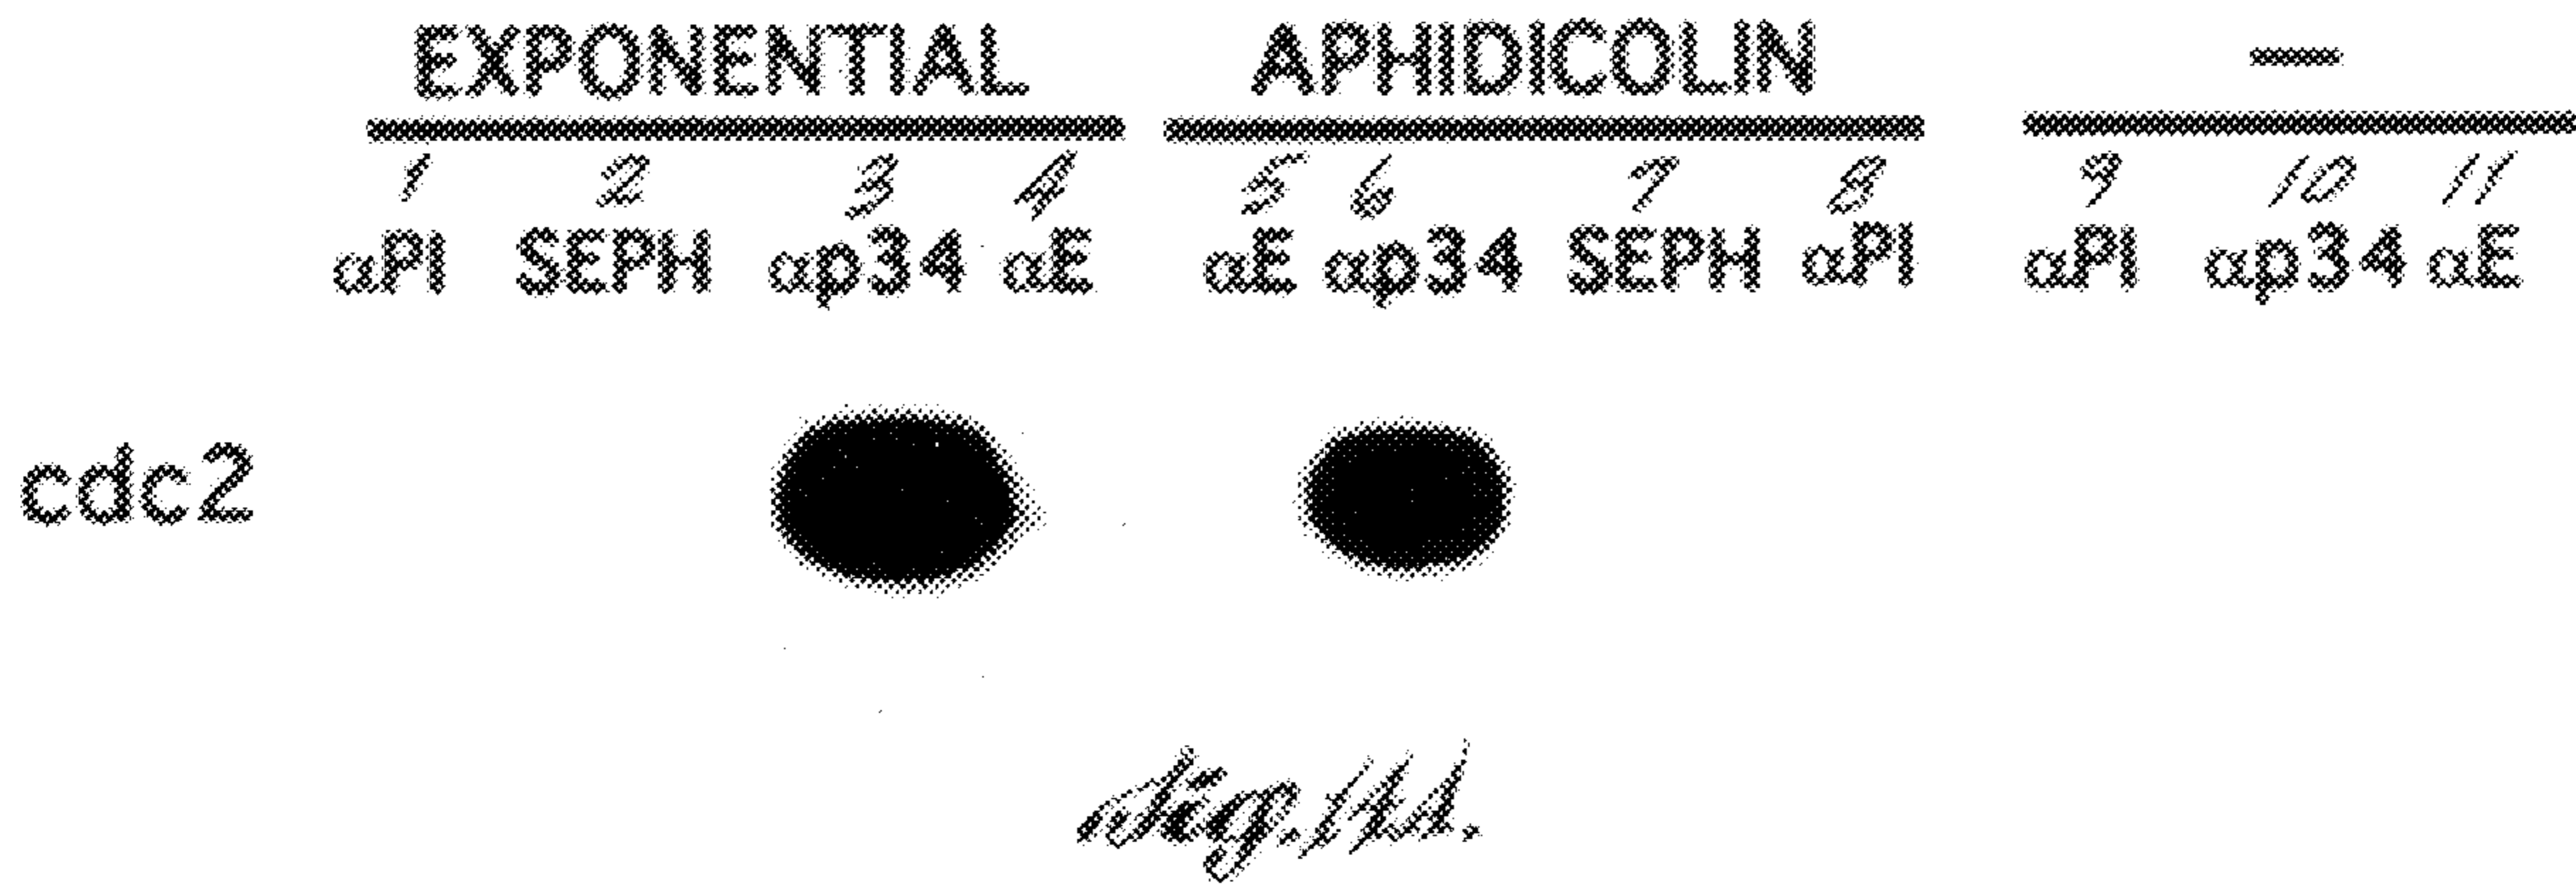 EXPONENTIAL APHIDICOLIN —
1 2 3 4 5 6 7 8 9 10 11
αPI SEPH αp34 αE αE αp34 SEPH αPI αPI αp34 αE
cdc2